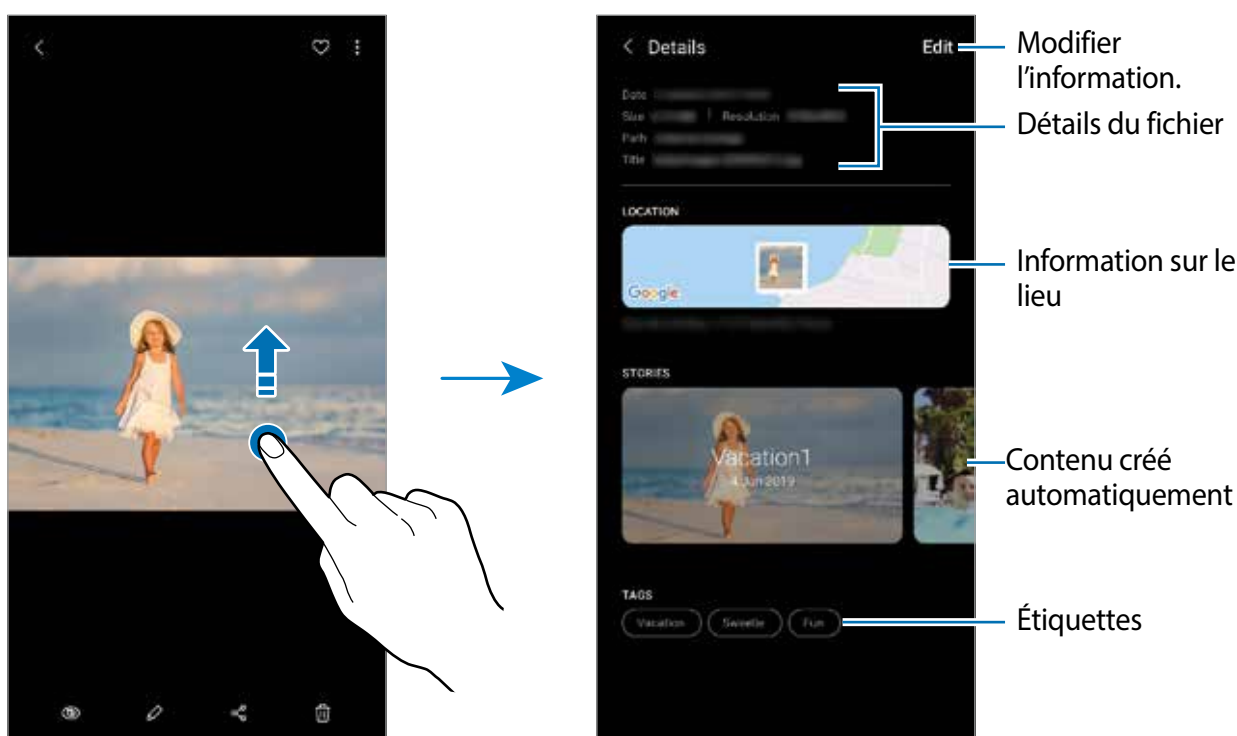 Details
Edit
Date
Size | Resolution
Path
Title
LOCATION
Google
STORIES
Vacation1
4 Jun 2019
TAGS
Vacation
Sweetie
Fun
Modifier
l'information.
Détails du fichier
Information sur le
lieu
Contenu créé
automatiquement
Étiquettes